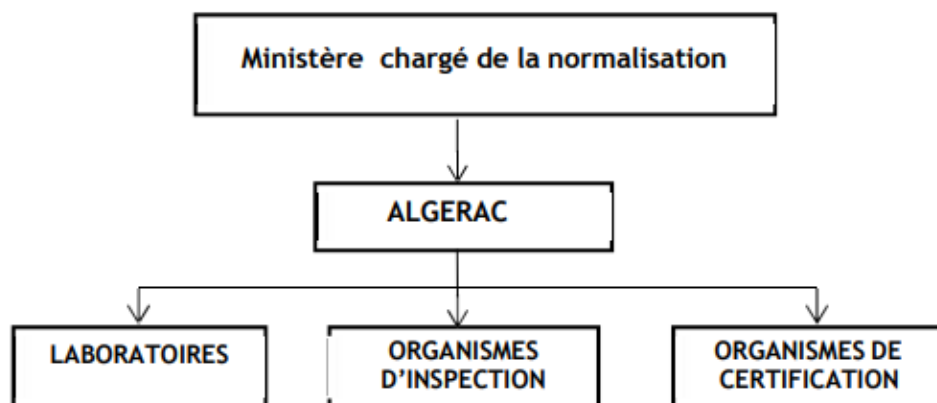 Ministère chargé de la normalisation
ALGERAC
LABORATOIRES
ORGANISMES
D'INSPECTION
ORGANISMES DE
CERTIFICATION